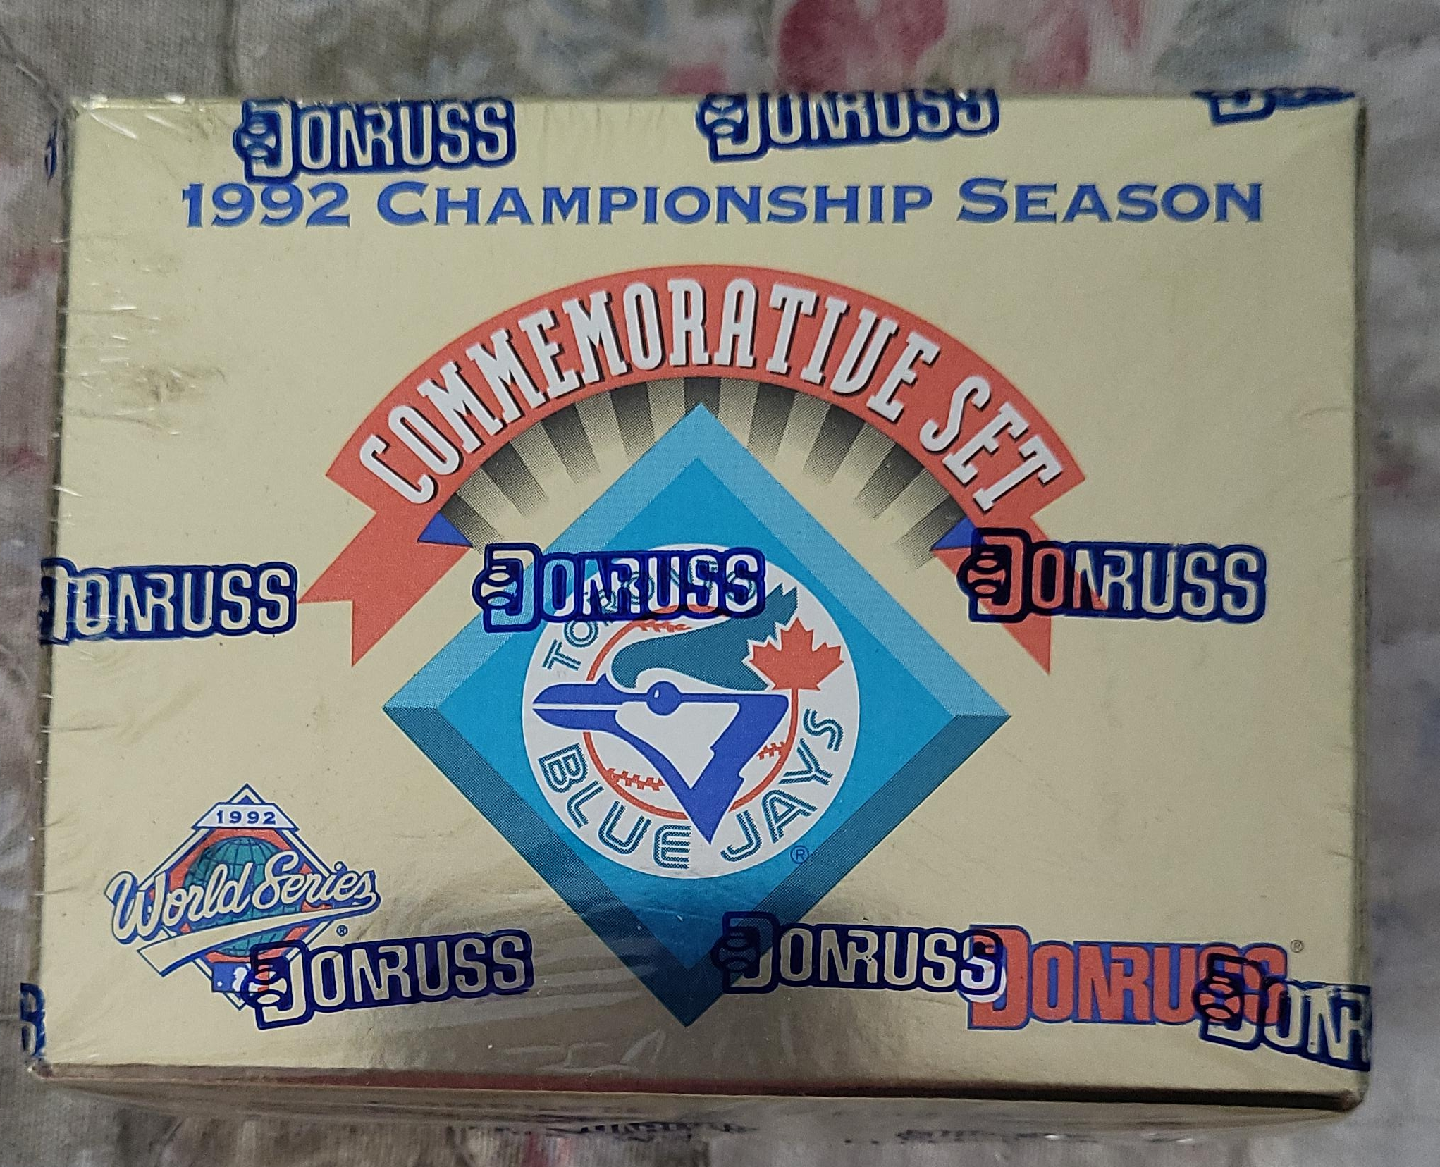 DONRUSS DONRUSS
1992 CHAMPIONSHIP SEASON
COMMEMORATIVE SET
DONRUSS DONRUSS DONRUSS
TORONTO
BLUE JAYS ®
1992
World Series ®
DONRUSS DONRUSS DONRUSS ® DONR